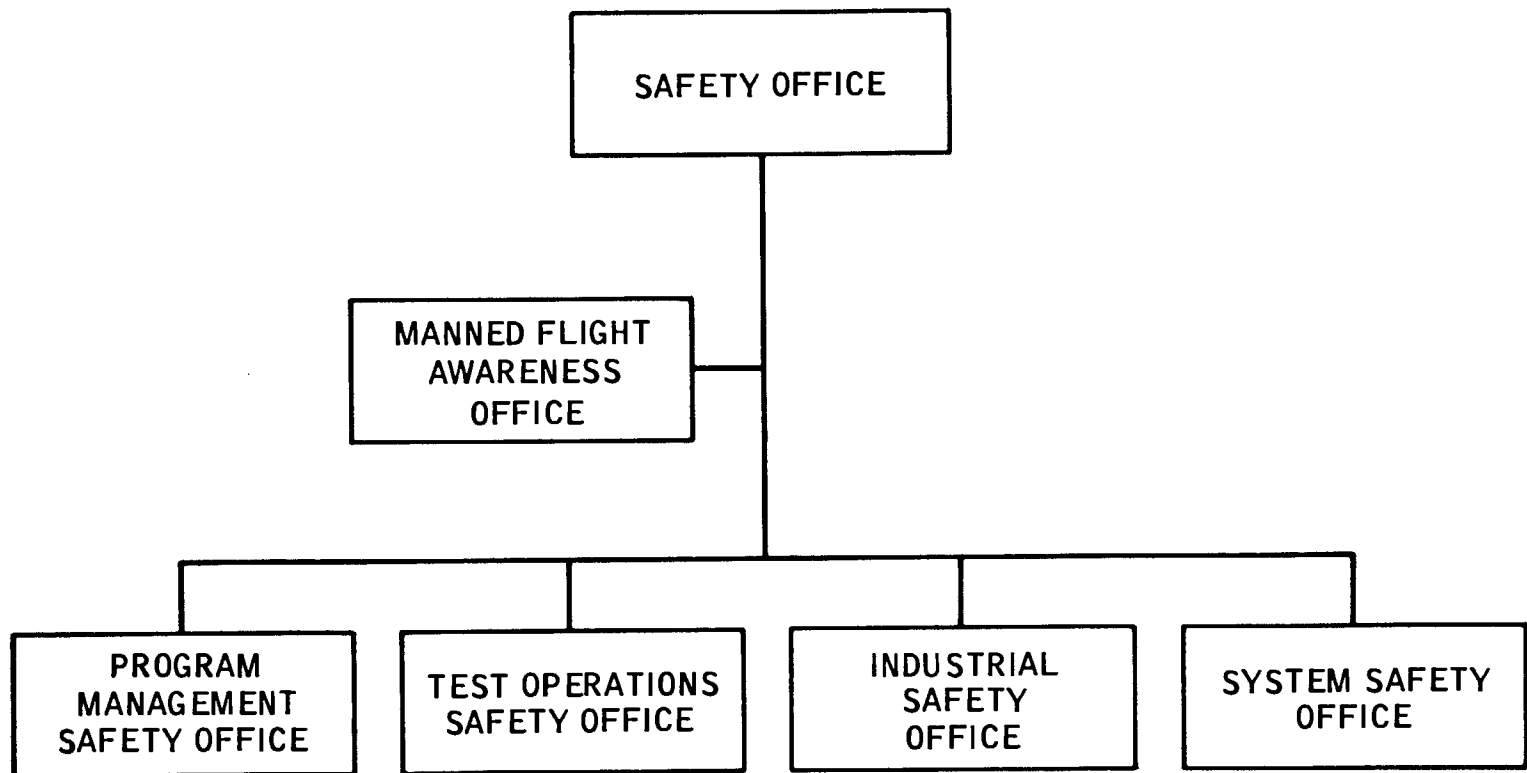 SAFETY OFFICE
MANNED FLIGHT
AWARENESS
OFFICE
PROGRAM
MANAGEMENT
SAFETY OFFICE
TEST OPERATIONS
SAFETY OFFICE
INDUSTRIAL
SAFETY
OFFICE
SYSTEM SAFETY
OFFICE